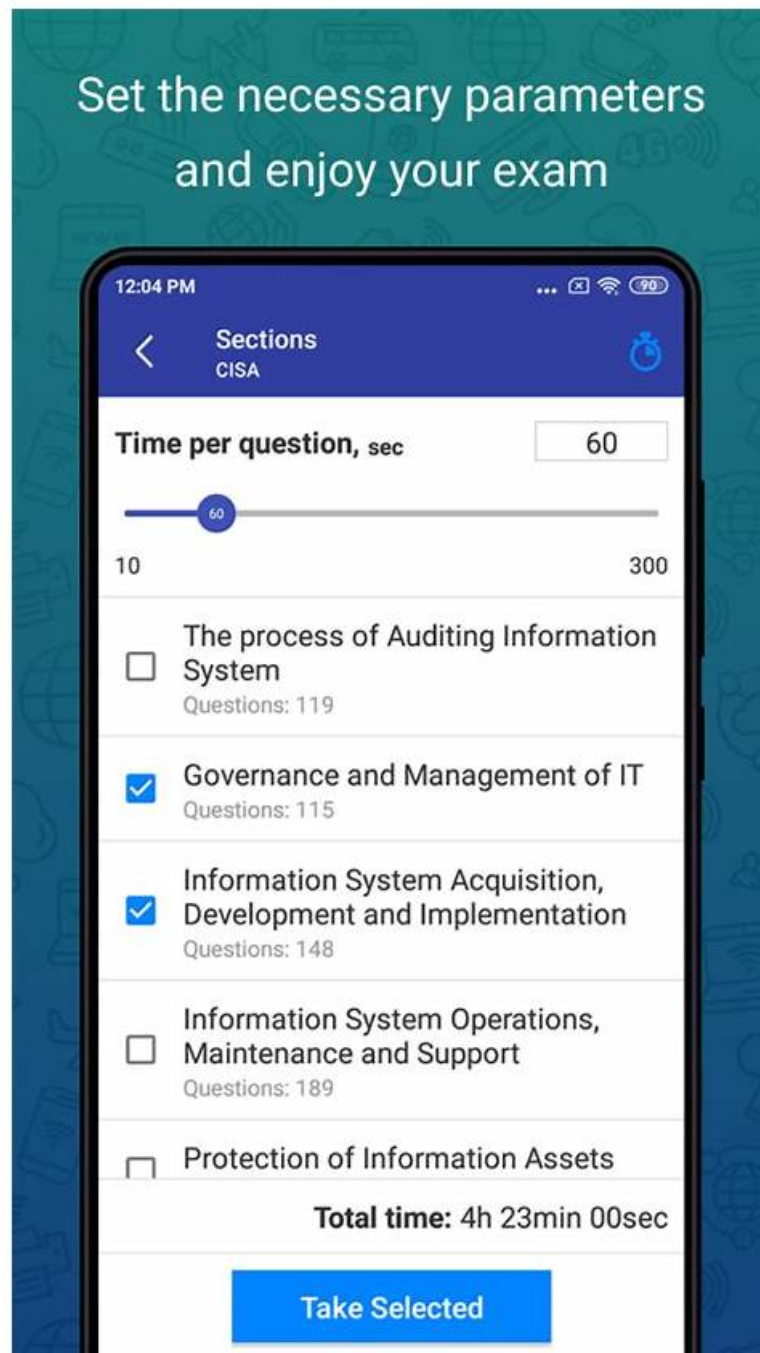 Set the necessary parameters
and enjoy your exam
12:04 PM
90
Sections
CISA
Time per question, sec
60
60
10
300
The process of Auditing Information
System
Questions: 119
Governance and Management of IT
Questions: 115
Information System Acquisition,
Development and Implementation
Questions: 148
Information System Operations,
Maintenance and Support
Questions: 189
Protection of Information Assets
Total time: 4h 23min 00sec
Take Selected
4G
www